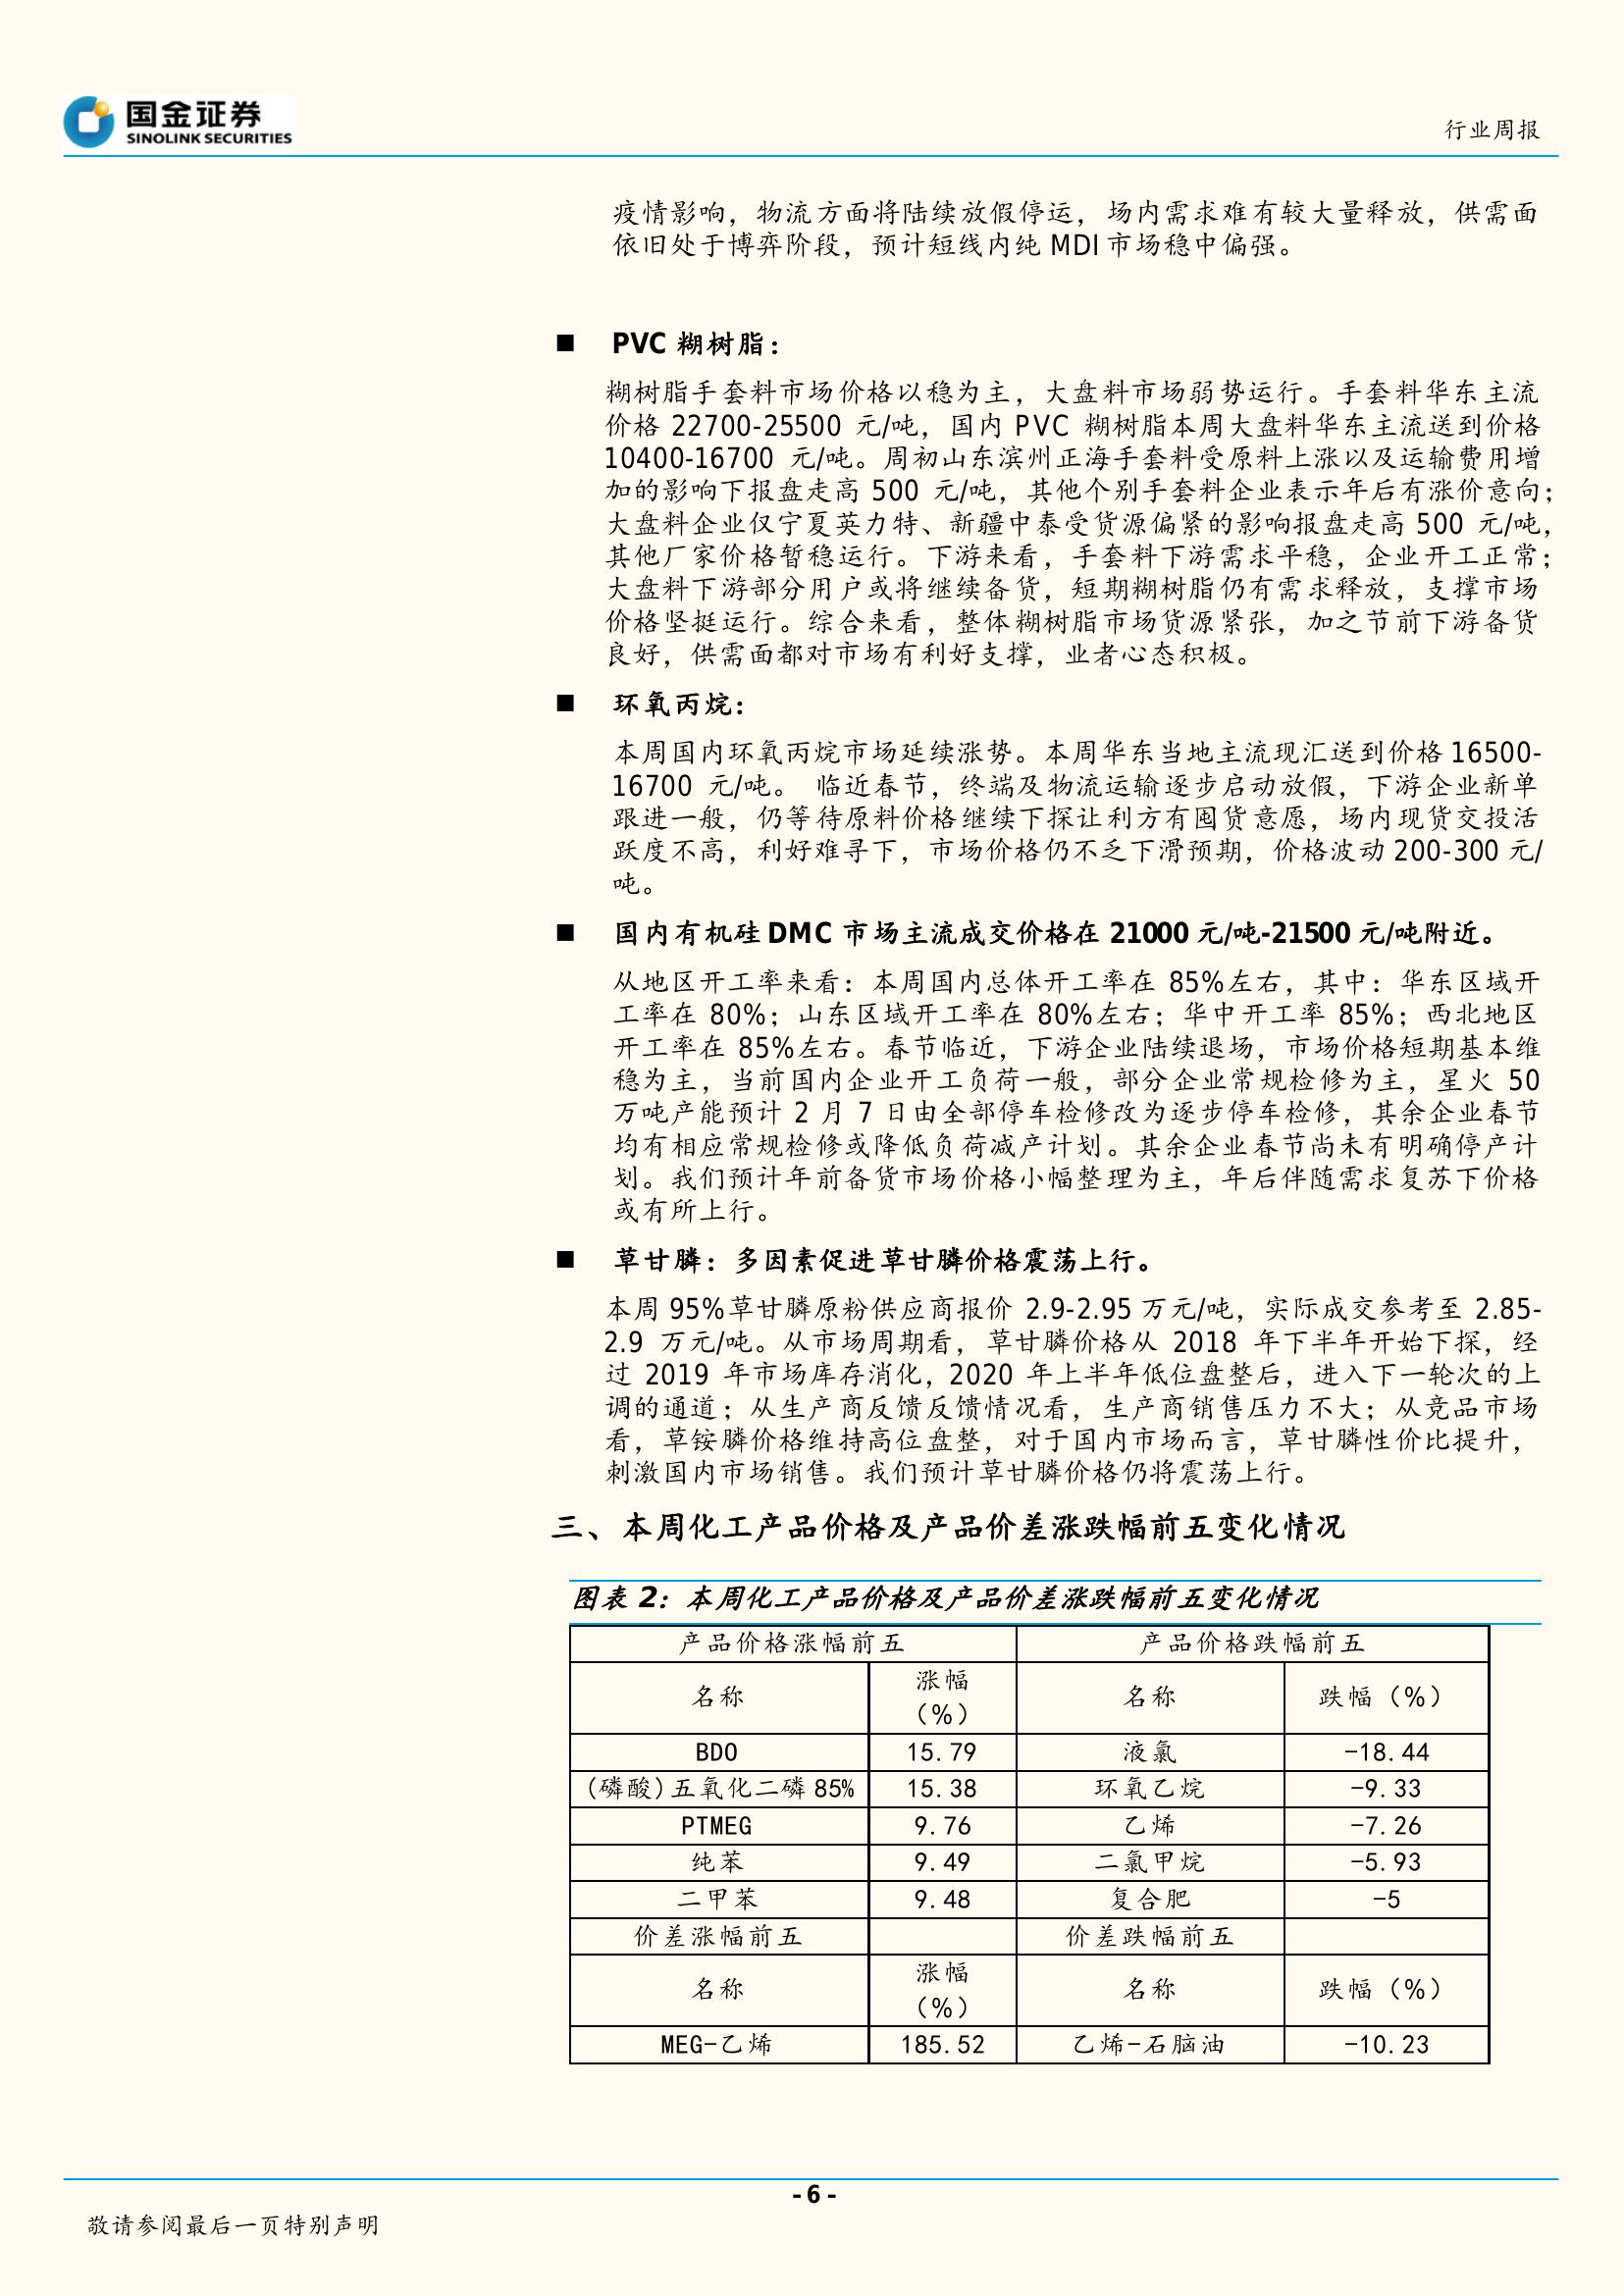 国金证券
SINOLINK SECURITIES
行业周报
疫情影响，物流方面将陆续放假停运，场内需求难有较大量释放，供需面
依旧处于博弈阶段，预计短线内纯 MDI 市场稳中偏强。
■ PVC 糊树脂：
糊树脂手套料市场价格以稳为主，大盘料市场弱势运行。手套料华东主流
价格 22700-25500 元/吨，国内 PVC 糊树脂本周大盘料华东主流送到价格
10400-16700 元/吨。周初山东滨州正海手套料受原料上涨以及运输费用增
加的影响下报盘走高 500 元/吨，其他个别手套料企业表示年后有涨价意向；
大盘料企业仅宁夏英力特、新疆中泰受货源偏紧的影响报盘走高 500 元/吨，
其他厂家价格暂稳运行。下游来看，手套料下游需求平稳，企业开工正常；
大盘料下游部分用户或将继续备货，短期糊树脂仍有需求释放，支撑市场
价格坚挺运行。综合来看，整体糊树脂市场货源紧张，加之节前下游备货
良好，供需面都对市场有利好支撑，业者心态积极。
■ 环氧丙烷：
本周国内环氧丙烷市场延续涨势。本周华东当地主流现汇送到价格 16500-
16700 元/吨。 临近春节，终端及物流运输逐步启动放假，下游企业新单
跟进一般，仍等待原料价格继续下探让利方有囤货意愿，场内现货交投活
跃度不高，利好难寻下，市场价格仍不乏下滑预期，价格波动 200-300 元/
吨。
■ 国内有机硅 DMC 市场主流成交价格在 21000 元/吨-21500 元/吨附近。
从地区开工率来看：本周国内总体开工率在 85%左右，其中：华东区域开
工率在 80%；山东区域开工率在 80%左右；华中开工率 85%；西北地区
开工率在 85%左右。春节临近，下游企业陆续退场，市场价格短期基本维
稳为主，当前国内企业开工负荷一般，部分企业常规检修为主，星火 50
万吨产能预计 2 月 7 日由全部停车检修改为逐步停车检修，其余企业春节
均有相应常规检修或降低负荷减产计划。其余企业春节尚未有明确停产计
划。我们预计年前备货市场价格小幅整理为主，年后伴随需求复苏下价格
或有所上行。
■ 草甘膦：多因素促进草甘膦价格震荡上行。
本周 95%草甘膦原粉供应商报价 2.9-2.95 万元/吨，实际成交参考至 2.85-
2.9 万元/吨。从市场周期看，草甘膦价格从 2018 年下半年开始下探，经
过 2019 年市场库存消化，2020 年上半年低位盘整后，进入下一轮次的上
调的通道；从生产商反馈反馈情况看，生产商销售压力不大；从竞品市场
看，草铵膦价格维持高位盘整，对于国内市场而言，草甘膦性价比提升，
刺激国内市场销售。我们预计草甘膦价格仍将震荡上行。
三、本周化工产品价格及产品价差涨跌幅前五变化情况
图表 2：本周化工产品价格及产品价差涨跌幅前五变化情况
产品价格涨幅前五 产品价格跌幅前五
名称 涨幅（%） 名称 跌幅（%）
BDO 15.79 液氯 -18.44
(磷酸)五氧化二磷 85% 15.38 环氧乙烷 -9.33
PTMEG 9.76 乙烯 -7.26
纯苯 9.49 二氯甲烷 -5.93
二甲苯 9.48 复合肥 -5
价差涨幅前五 价差跌幅前五
名称 涨幅（%） 名称 跌幅（%）
MEG-乙烯 185.52 乙烯-石脑油 -10.23
- 6 -
敬请参阅最后一页特别声明